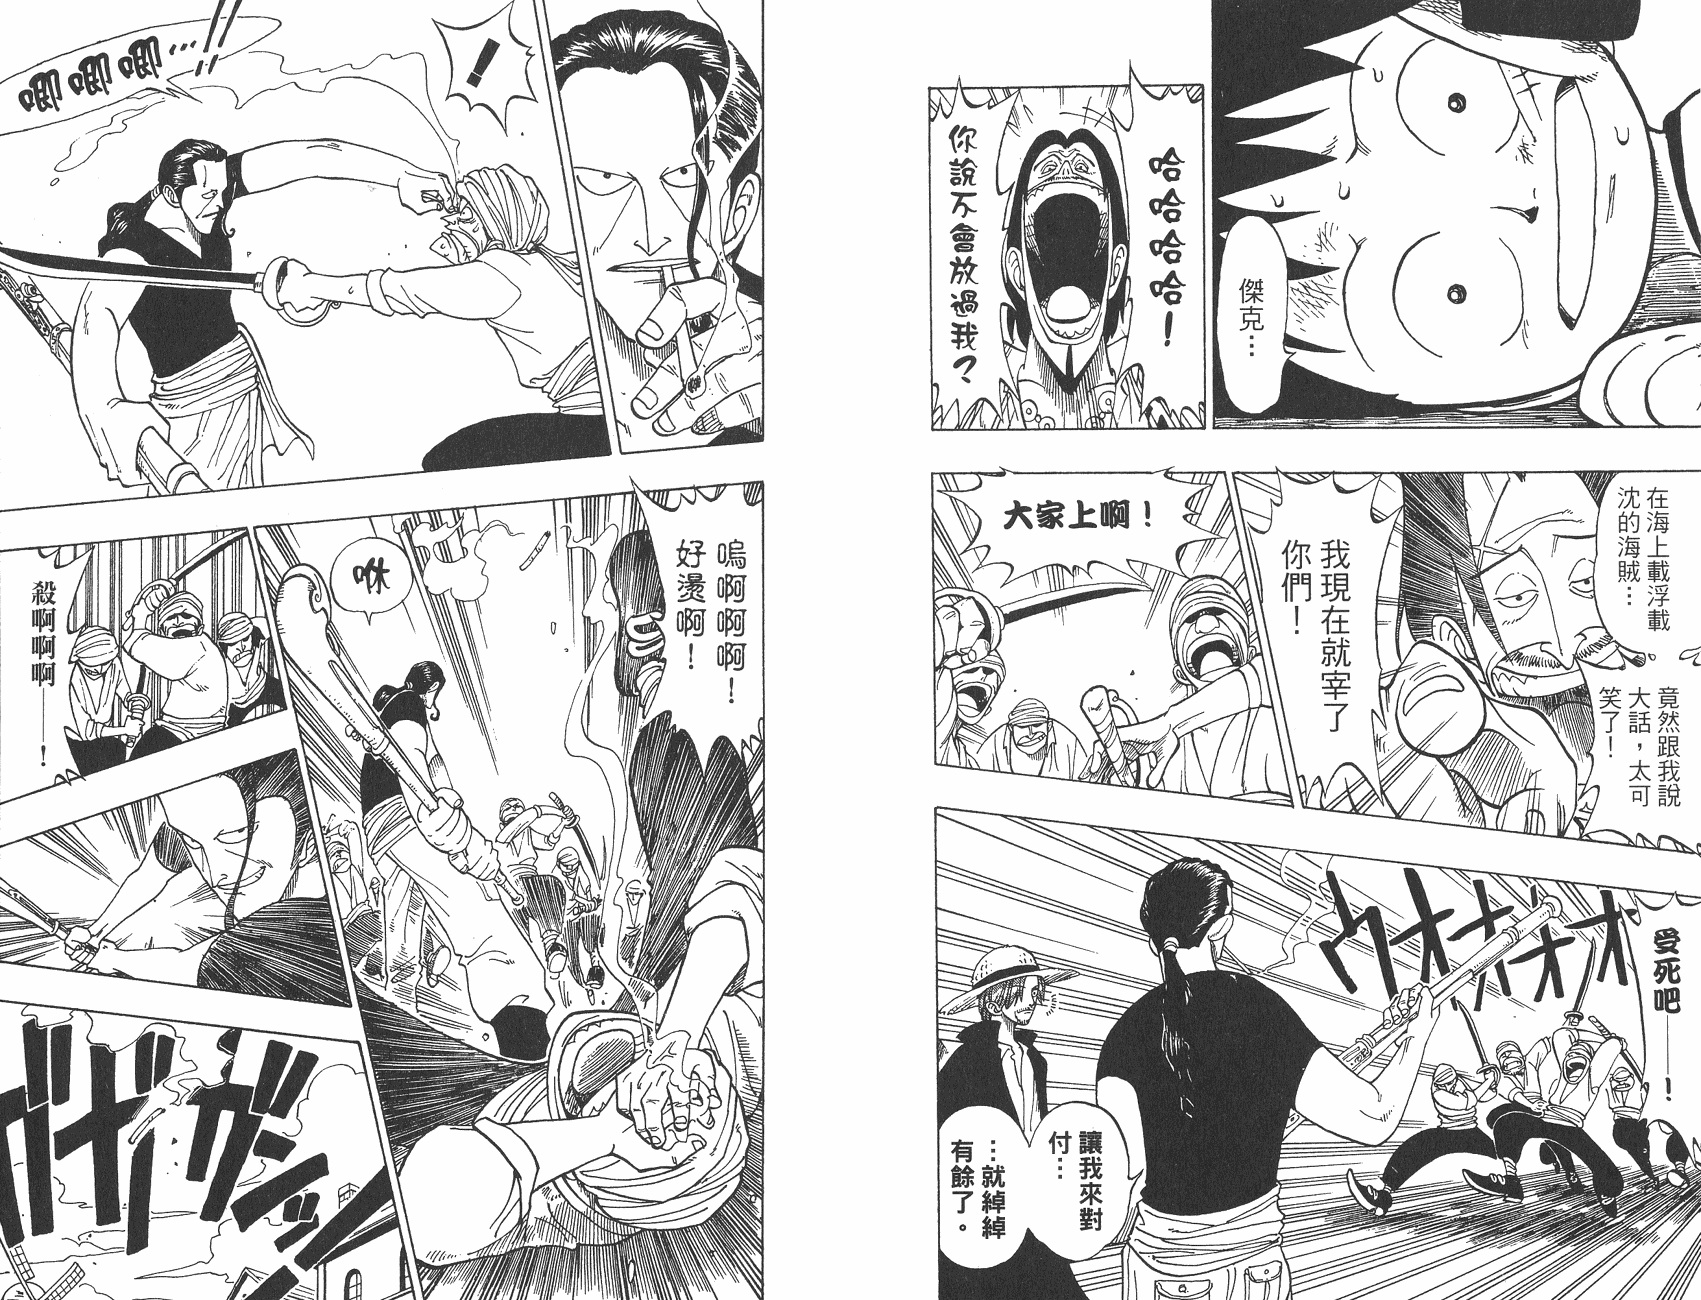 傑克…
哈哈哈哈！
你說不會放過我？
在海上載浮載
沈的海賊…
竟然跟我說
大話，太可
笑了！
我現在就宰了
你們！
大家上啊！
受死吧——！
ウオオオオ
讓我來對
付…
…就綽綽
有餘了。
！
唧唧唧…!!
嗚啊啊啊！
好燙啊！
咻
殺啊啊啊——！
ガガガン